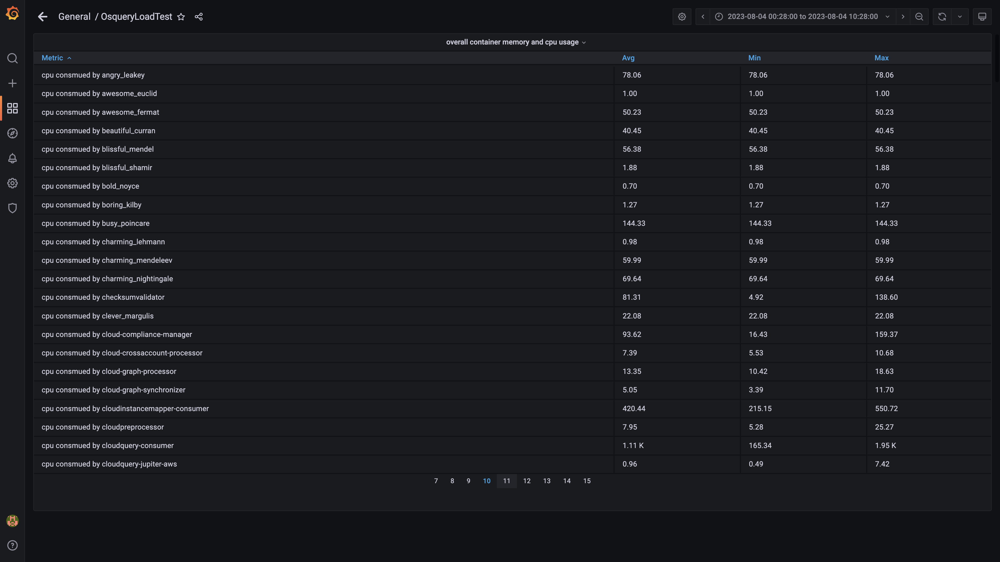 General / OsqueryLoadTest
2023-08-04 00:28:00 to 2023-08-04 10:28:00
overall container memory and cpu usage
Metric Avg Min Max
cpu consmued by angry_leakey 78.06 78.06 78.06
cpu consmued by awesome_euclid 1.00 1.00 1.00
cpu consmued by awesome_fermat 50.23 50.23 50.23
cpu consmued by beautiful_curran 40.45 40.45 40.45
cpu consmued by blissful_mendel 56.38 56.38 56.38
cpu consmued by blissful_shamir 1.88 1.88 1.88
cpu consmued by bold_noyce 0.70 0.70 0.70
cpu consmued by boring_kilby 1.27 1.27 1.27
cpu consmued by busy_poincare 144.33 144.33 144.33
cpu consmued by charming_lehmann 0.98 0.98 0.98
cpu consmued by charming_mendeleev 59.99 59.99 59.99
cpu consmued by charming_nightingale 69.64 69.64 69.64
cpu consmued by checksumvalidator 81.31 4.92 138.60
cpu consmued by clever_margulis 22.08 22.08 22.08
cpu consmued by cloud-compliance-manager 93.62 16.43 159.37
cpu consmued by cloud-crossaccount-processor 7.39 5.53 10.68
cpu consmued by cloud-graph-processor 13.35 10.42 18.63
cpu consmued by cloud-graph-synchronizer 5.05 3.39 11.70
cpu consmued by cloudinstancemapper-consumer 420.44 215.15 550.72
cpu consmued by cloudpreprocessor 7.95 5.28 25.27
cpu consmued by cloudquery-consumer 1.11 K 165.34 1.95 K
cpu consmued by cloudquery-jupiter-aws 0.96 0.49 7.42
7 8 9 10 11 12 13 14 15